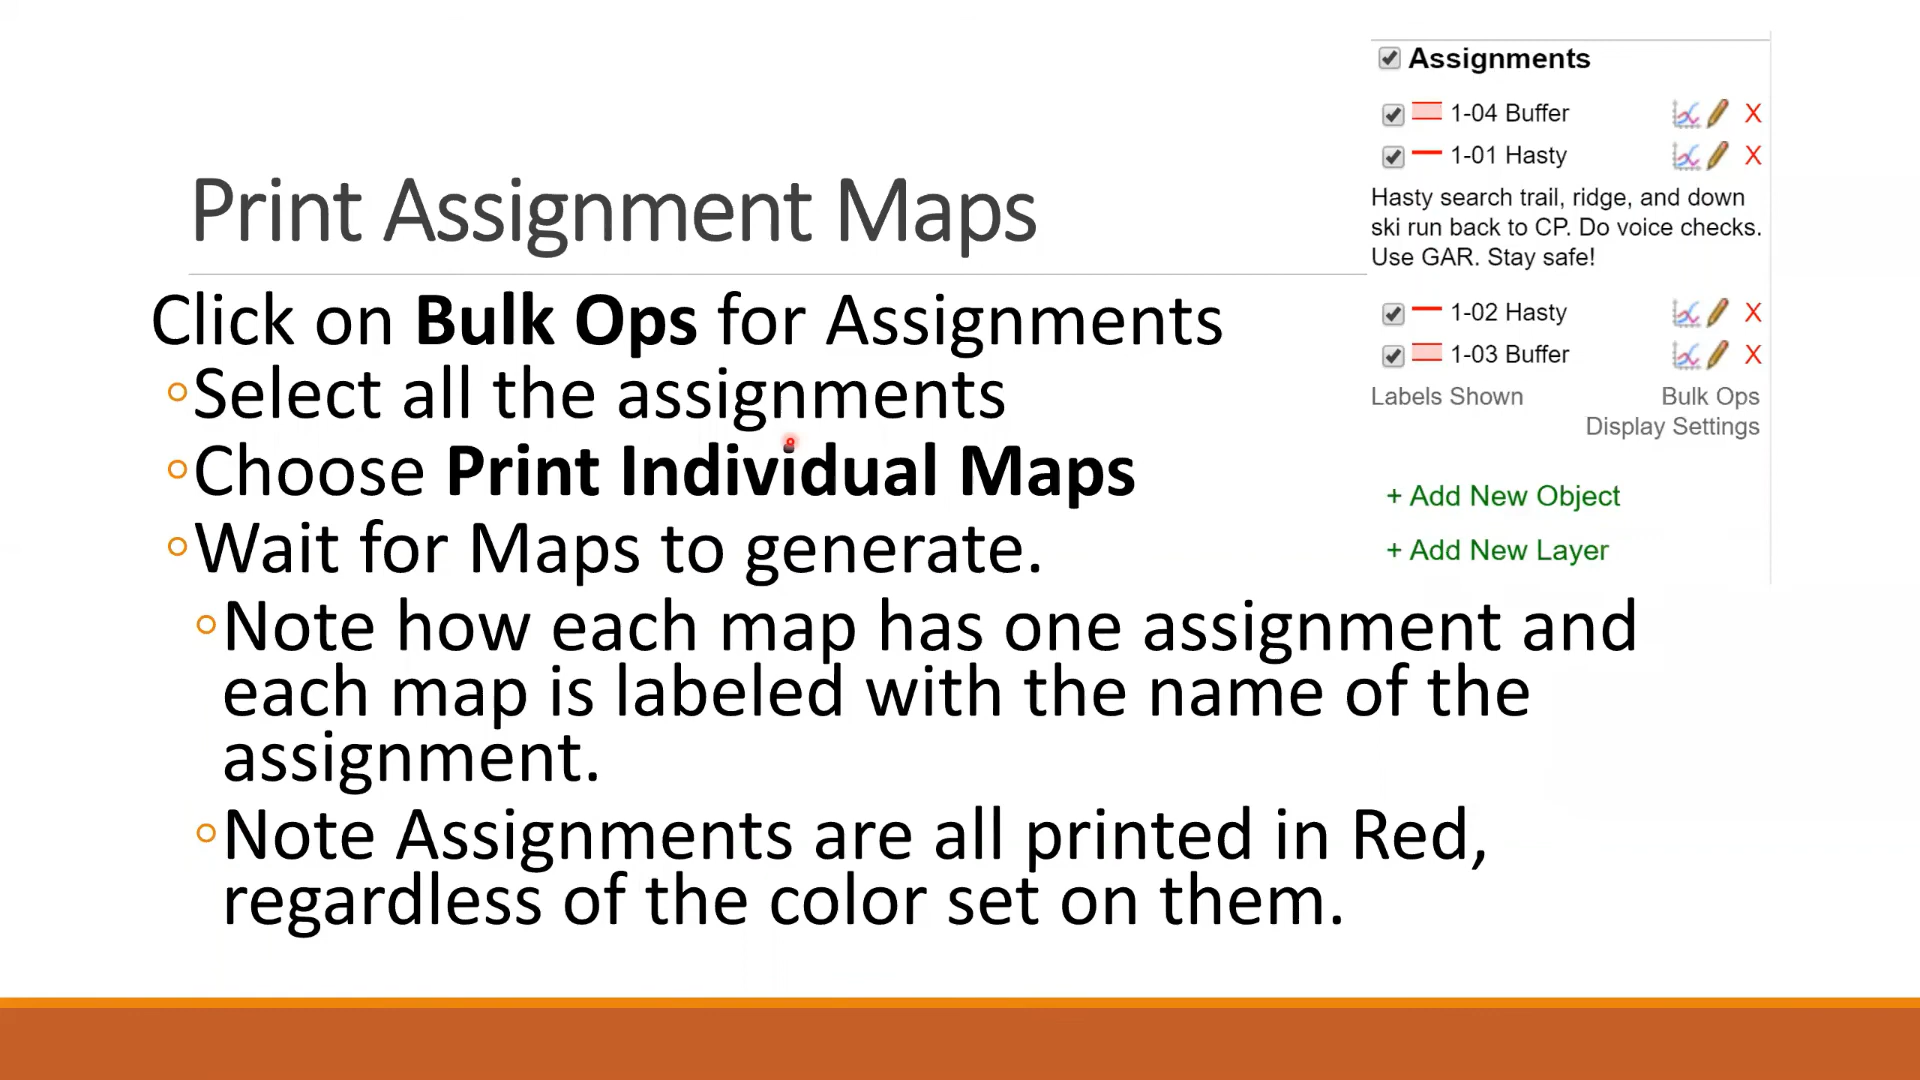 Print Assignment Maps
Click on Bulk Ops for Assignments
◦Select all the assignments
◦Choose Print Individual Maps
◦Wait for Maps to generate.
◦Note how each map has one assignment and
each map is labeled with the name of the
assignment.
◦Note Assignments are all printed in Red,
regardless of the color set on them.
Assignments
1-04 Buffer X
1-01 Hasty X
Hasty search trail, ridge, and down
ski run back to CP. Do voice checks.
Use GAR. Stay safe!
1-02 Hasty X
1-03 Buffer X
Labels Shown Bulk Ops
Display Settings
+ Add New Object
+ Add New Layer